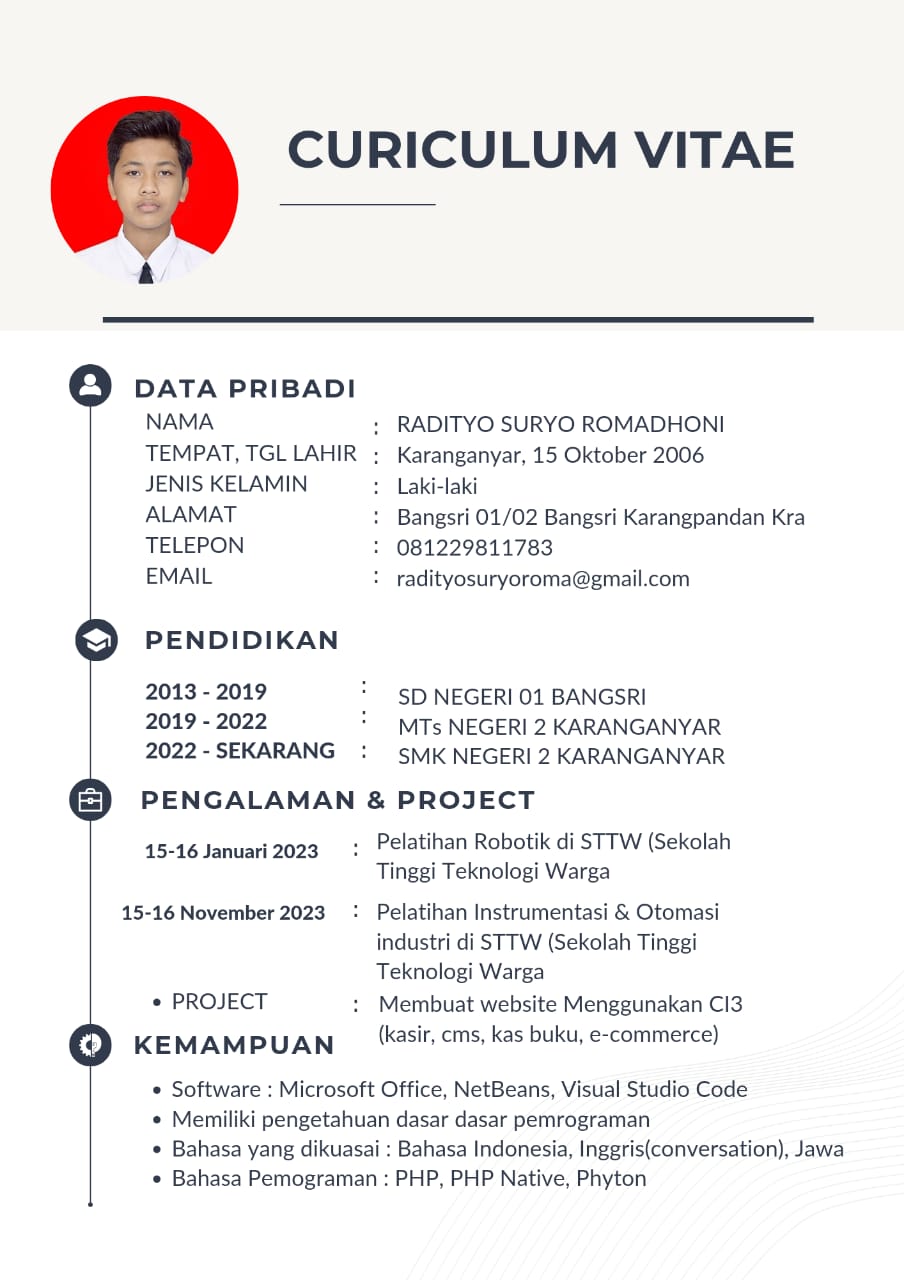 CURICULUM VITAE
DATA PRIBADI
NAMA : RADITYO SURYO ROMADHONI
TEMPAT, TGL LAHIR : Karanganyar, 15 Oktober 2006
JENIS KELAMIN : Laki-laki
ALAMAT : Bangsri 01/02 Bangsri Karangpandan Kra
TELEPON : 081229811783
EMAIL : radityosuryoroma@gmail.com
PENDIDIKAN
2013 - 2019 : SD NEGERI 01 BANGSRI
2019 - 2022 : MTs NEGERI 2 KARANGANYAR
2022 - SEKARANG : SMK NEGERI 2 KARANGANYAR
PENGALAMAN & PROJECT
15-16 Januari 2023 : Pelatihan Robotik di STTW (Sekolah
Tinggi Teknologi Warga
15-16 November 2023 : Pelatihan Instrumentasi & Otomasi
industri di STTW (Sekolah Tinggi
Teknologi Warga
• PROJECT : Membuat website Menggunakan CI3
(kasir, cms, kas buku, e-commerce)
KEMAMPUAN
• Software : Microsoft Office, NetBeans, Visual Studio Code
• Memiliki pengetahuan dasar dasar pemrograman
• Bahasa yang dikuasai : Bahasa Indonesia, Inggris(conversation), Jawa
• Bahasa Pemograman : PHP, PHP Native, Phyton